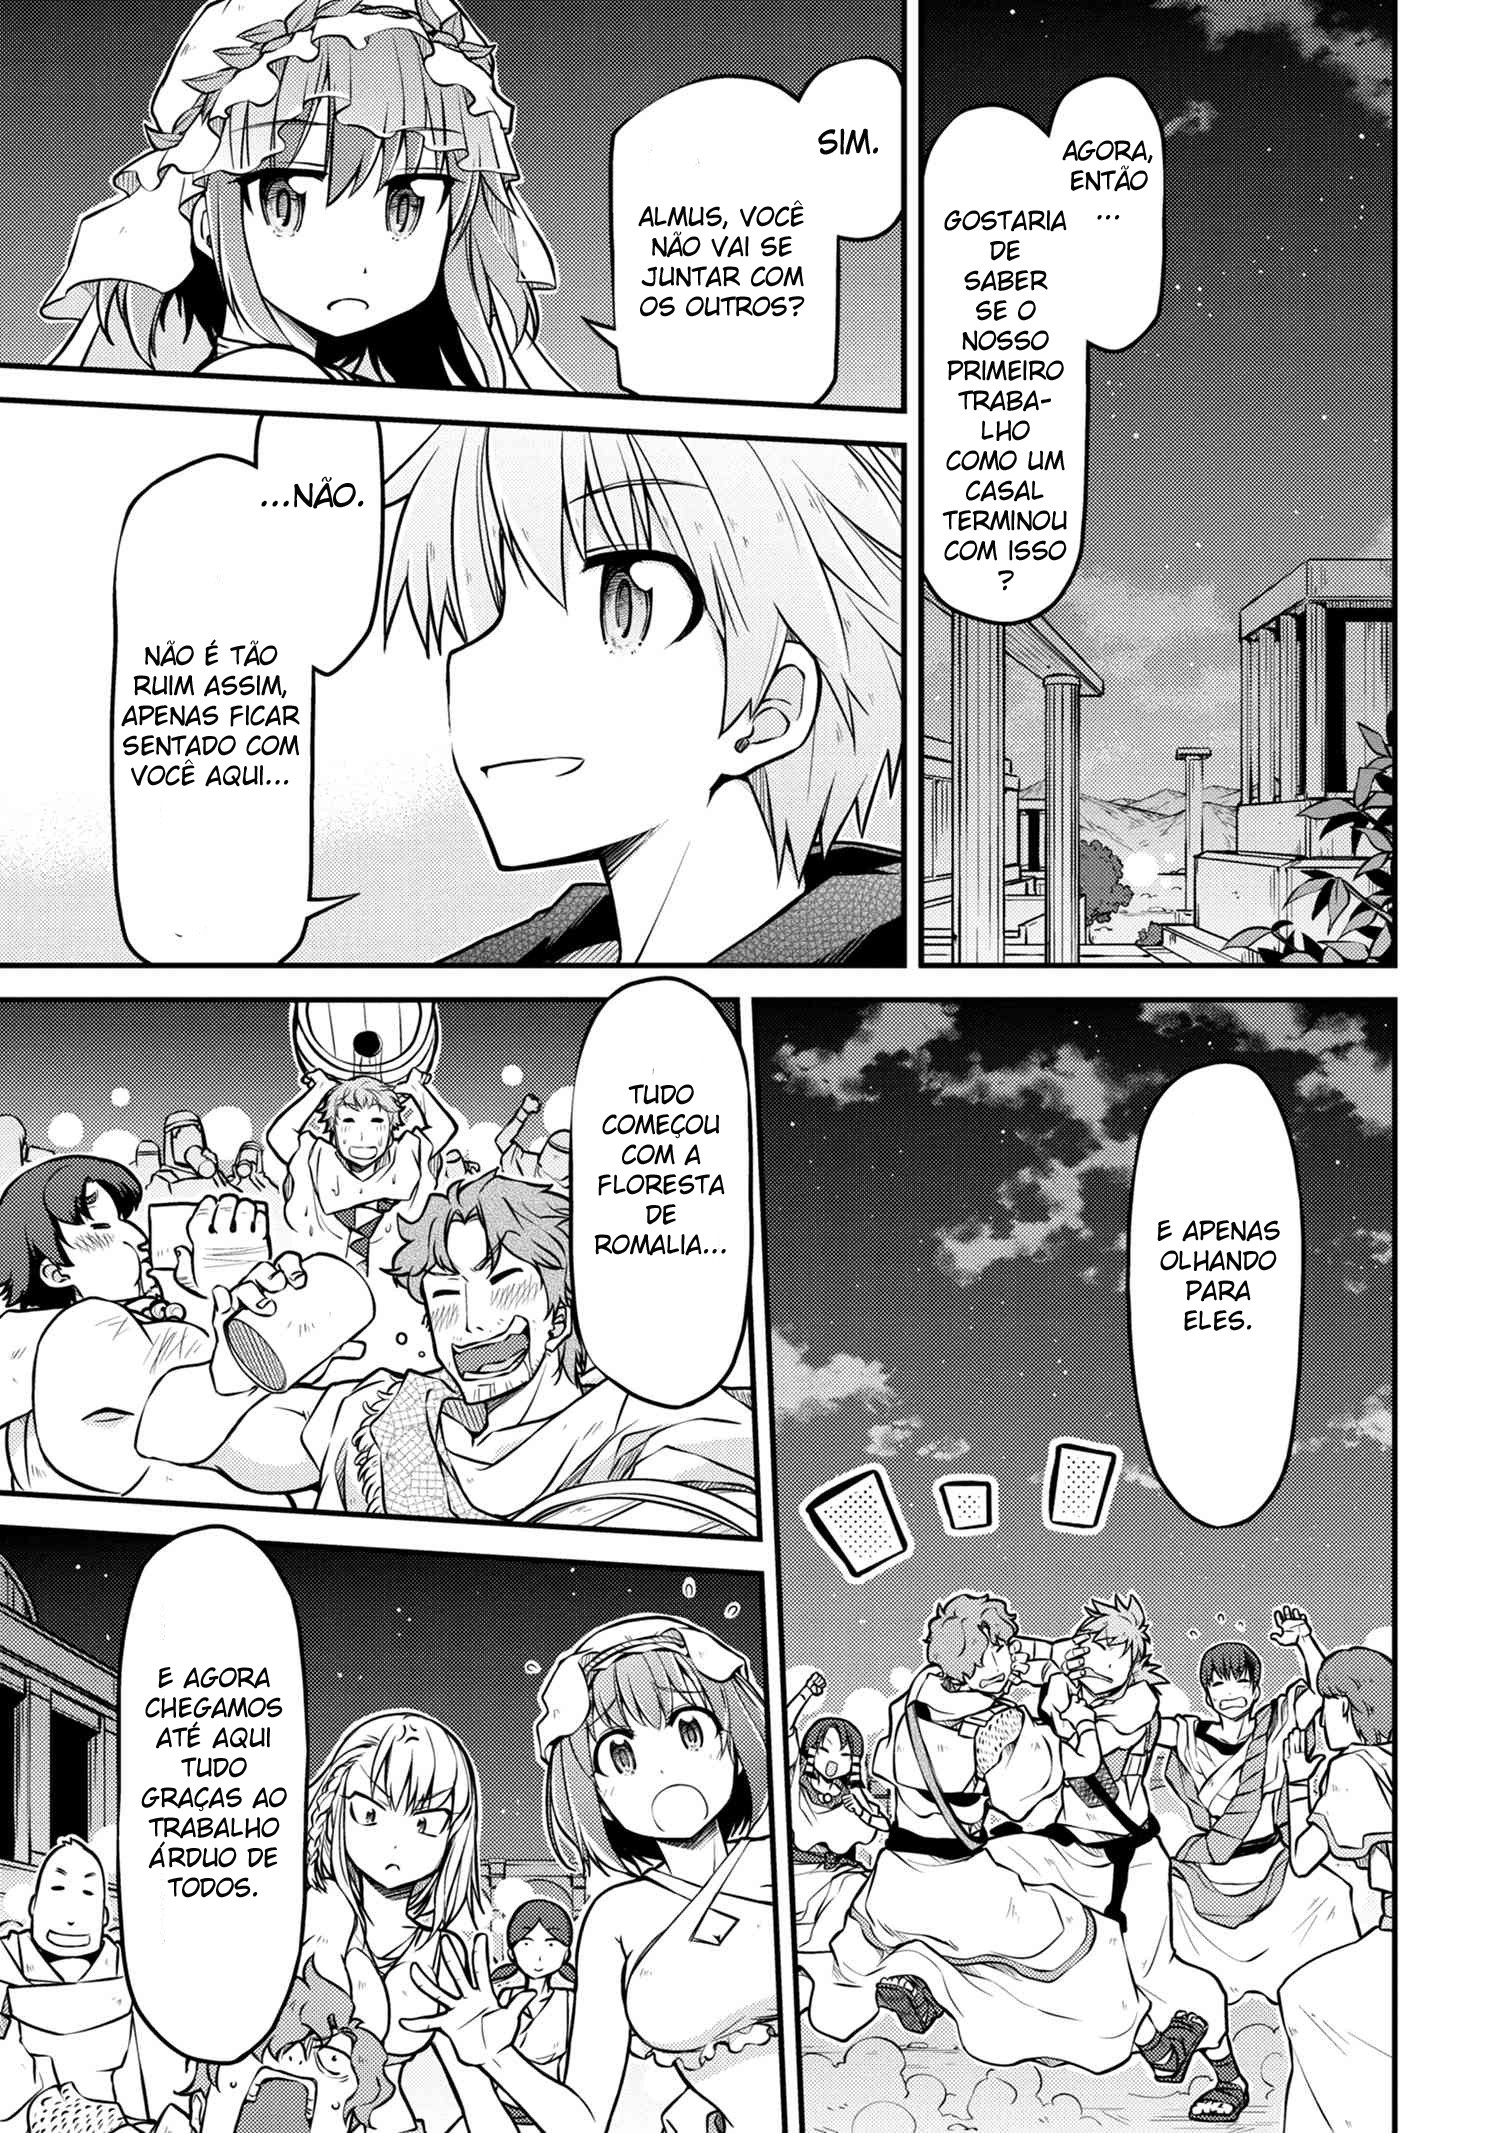 AGORA,
ENTÃO
...
GOSTARIA
DE
SABER
SE O
NOSSO
PRIMEIRO
TRABA-
LHO
COMO UM
CASAL
TERMINOU
COM ISSO
?
SIM.
ALMUS, VOCÊ
NÃO VAI SE
JUNTAR COM
OS OUTROS?
...NÃO.
NÃO É TÃO
RUIM ASSIM,
APENAS FICAR
SENTADO COM
VOCÊ AQUI...
E APENAS
OLHANDO
PARA
ELES.
TUDO
COMEÇOU
COM A
FLORESTA
DE
ROMALIA...
E AGORA
CHEGAMOS
ATÉ AQUI
TUDO
GRAÇAS AO
TRABALHO
ÁRDUO DE
TODOS.